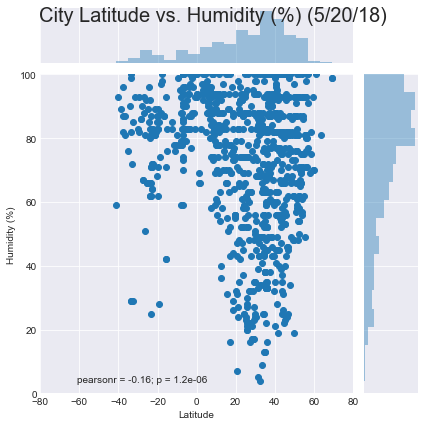 City Latitude vs. Humidity (%) (5/20/18)
100
80
60
40
20
0
Humidity (%)
pearsonr = -0.16; p = 1.2e-06
−80 −60 −40 −20 0 20 40 60 80
Latitude